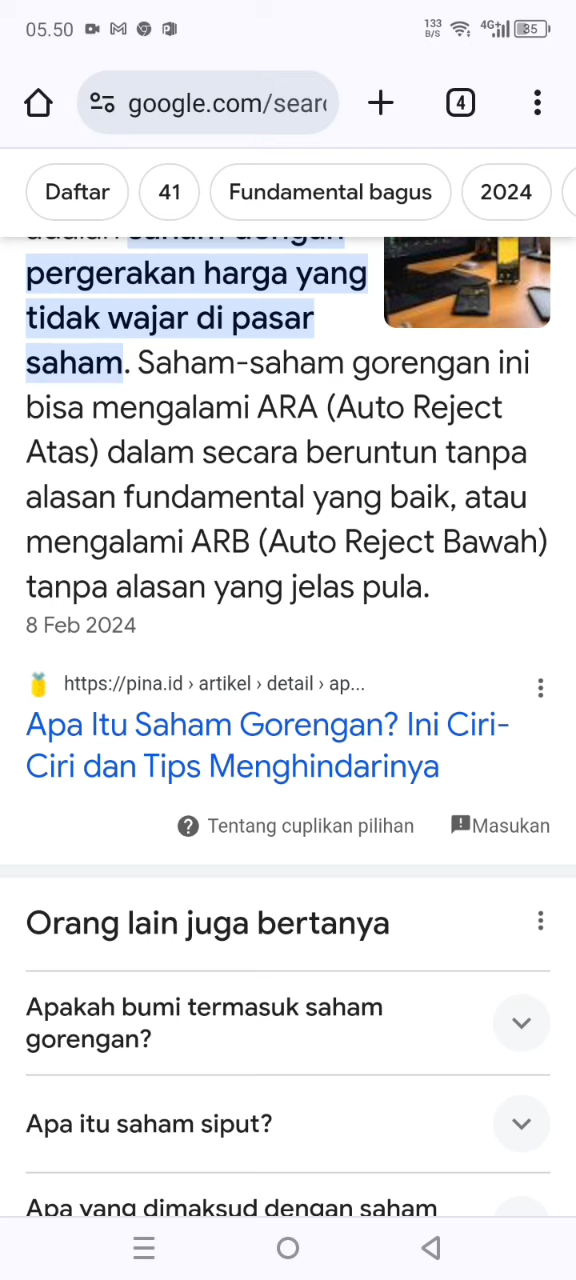 05.50
133
B/S
4G+
35
google.com/sear
4
Daftar
41
Fundamental bagus
2024
adalah saham dengan
pergerakan harga yang
tidak wajar di pasar
saham. Saham-saham gorengan ini
bisa mengalami ARA (Auto Reject
Atas) dalam secara beruntun tanpa
alasan fundamental yang baik, atau
mengalami ARB (Auto Reject Bawah)
tanpa alasan yang jelas pula.
8 Feb 2024
https://pina.id › artikel › detail › ap...
Apa Itu Saham Gorengan? Ini Ciri-
Ciri dan Tips Menghindarinya
Tentang cuplikan pilihan
Masukan
Orang lain juga bertanya
Apakah bumi termasuk saham
gorengan?
Apa itu saham siput?
Apa yang dimaksud dengan saham